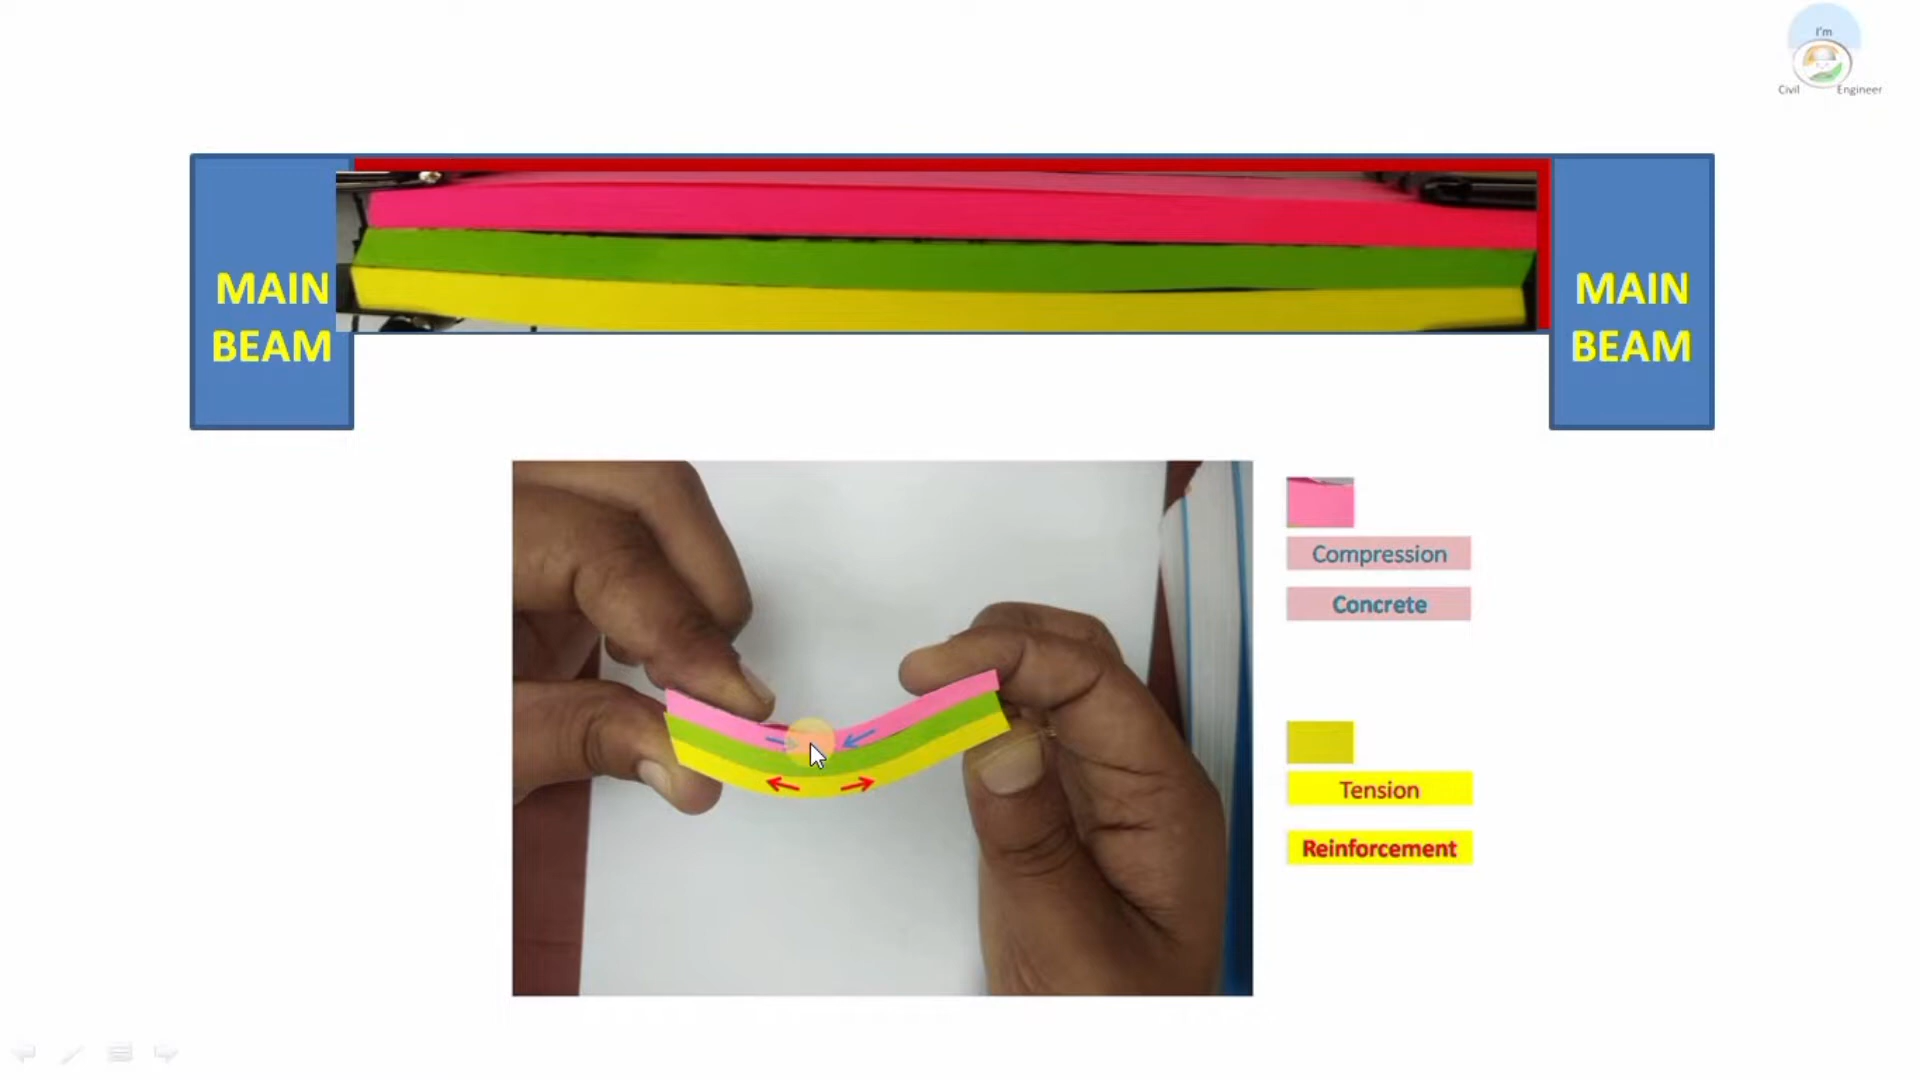 I'm
Civil Engineer
MAIN
BEAM
MAIN
BEAM
Compression
Concrete
Tension
Reinforcement